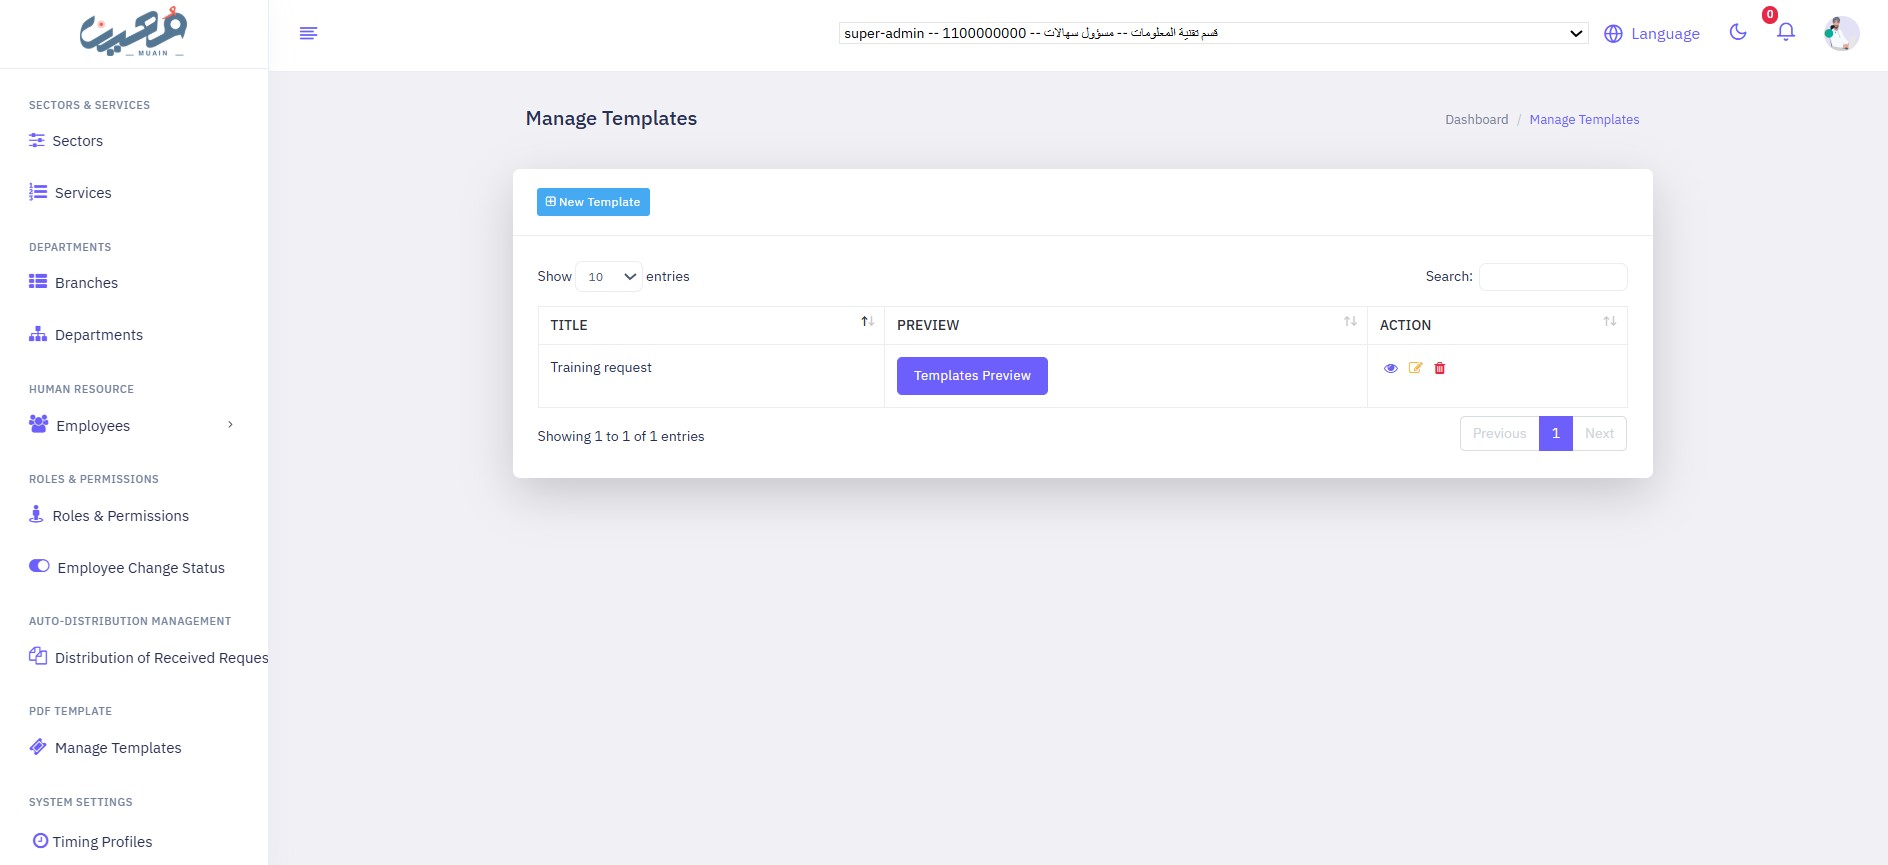 معين
MUAIN
super-admin -- 1100000000 -- قسم تقنية المعلومات -- مسؤول سهالات
Language
0
SECTORS & SERVICES
Sectors
Services
DEPARTMENTS
Branches
Departments
HUMAN RESOURCE
Employees
ROLES & PERMISSIONS
Roles & Permissions
Employee Change Status
AUTO-DISTRIBUTION MANAGEMENT
Distribution of Received Reques
PDF TEMPLATE
Manage Templates
SYSTEM SETTINGS
Timing Profiles
Manage Templates
Dashboard / Manage Templates
New Template
Show 10 entries
Search:
TITLE PREVIEW ACTION
Training request Templates Preview
Showing 1 to 1 of 1 entries
Previous 1 Next